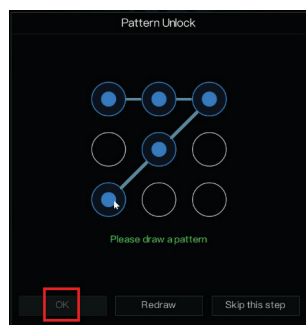 Pattern Unlock
Please draw a pattern
OK
Redraw
Skip this step